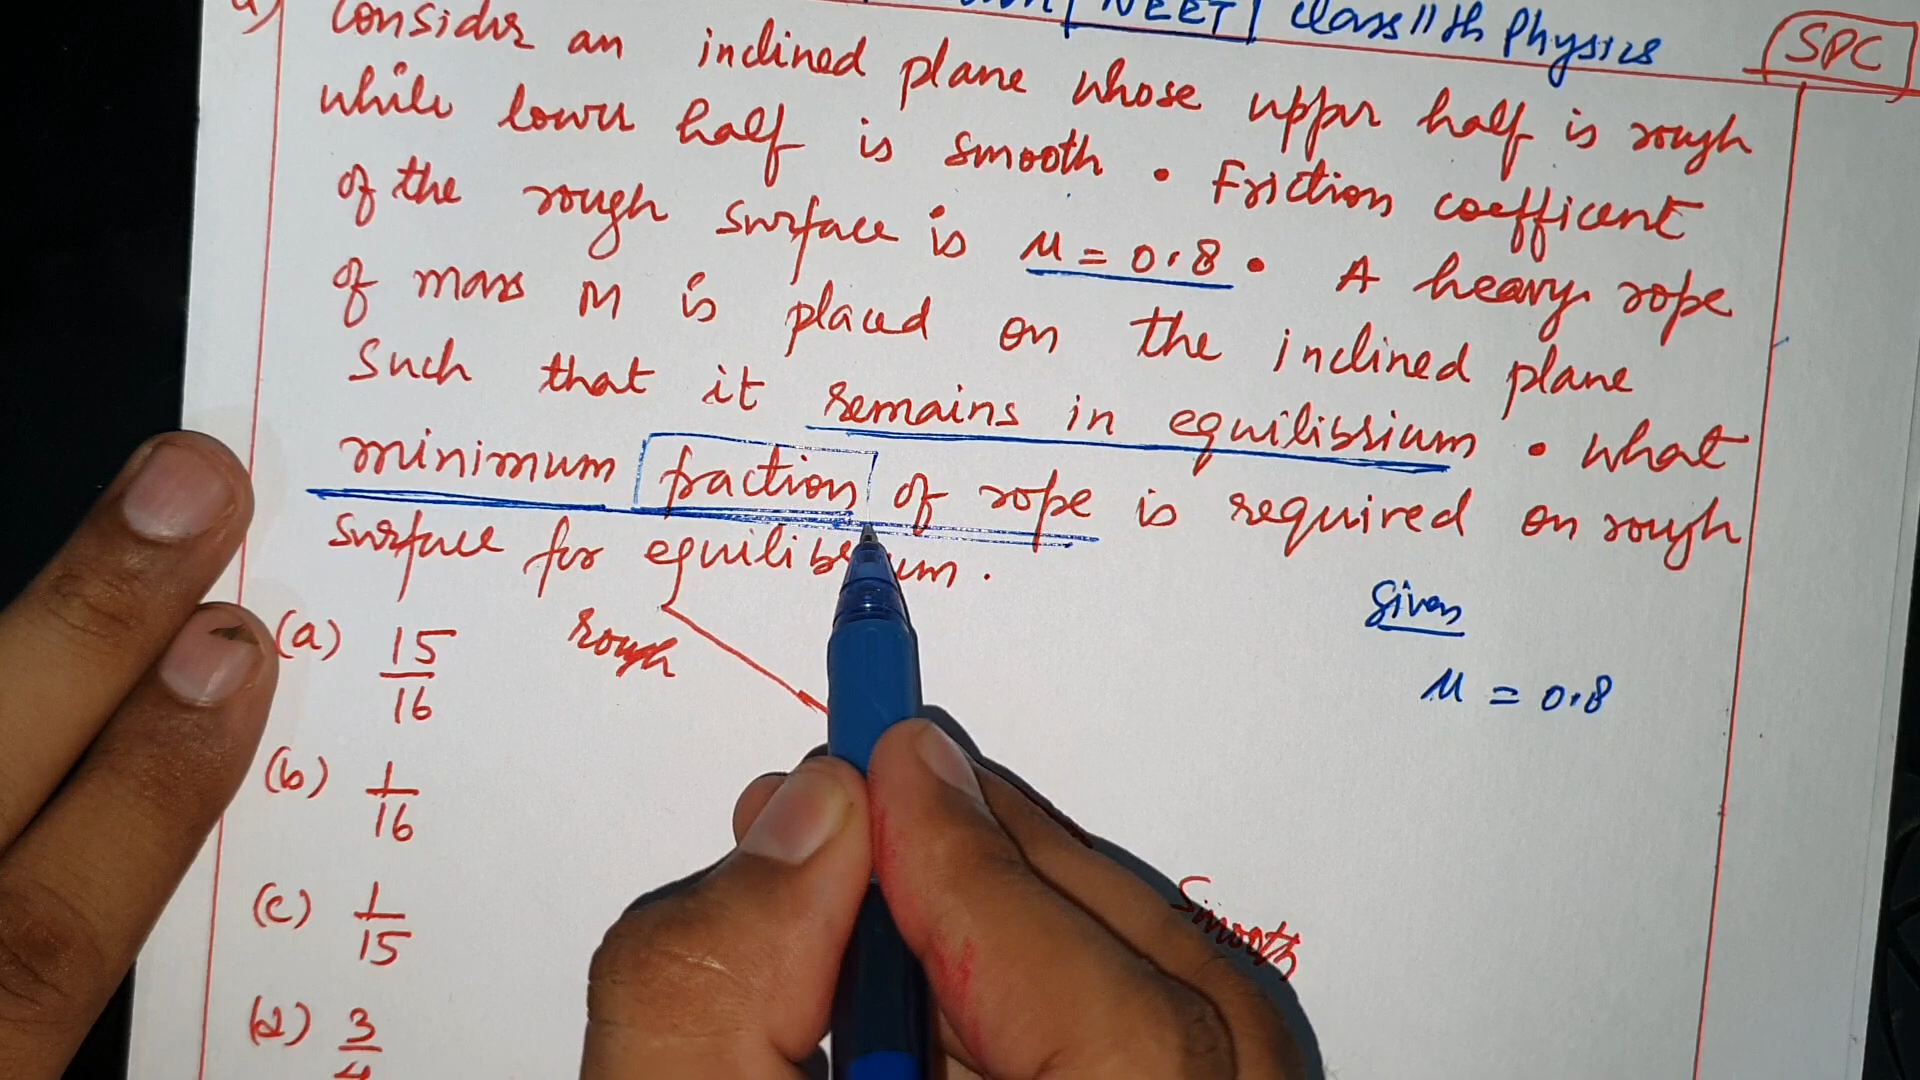 NEET | Class 11th Physics
SPC
Consider an inclined plane whose upper half is rough
while lower half is smooth. Friction coefficent
of the rough surface is μ = 0.8. A heavy rope
of mass M is placed on the inclined plane
Such that it remains in equilibrium. What
minimum fraction of rope is required on rough
surface for equilibrium.
Given
rough
(a) 15/16
μ = 0.8
(b) 1/16
Smooth
(c) 1/15
(d) 3/4